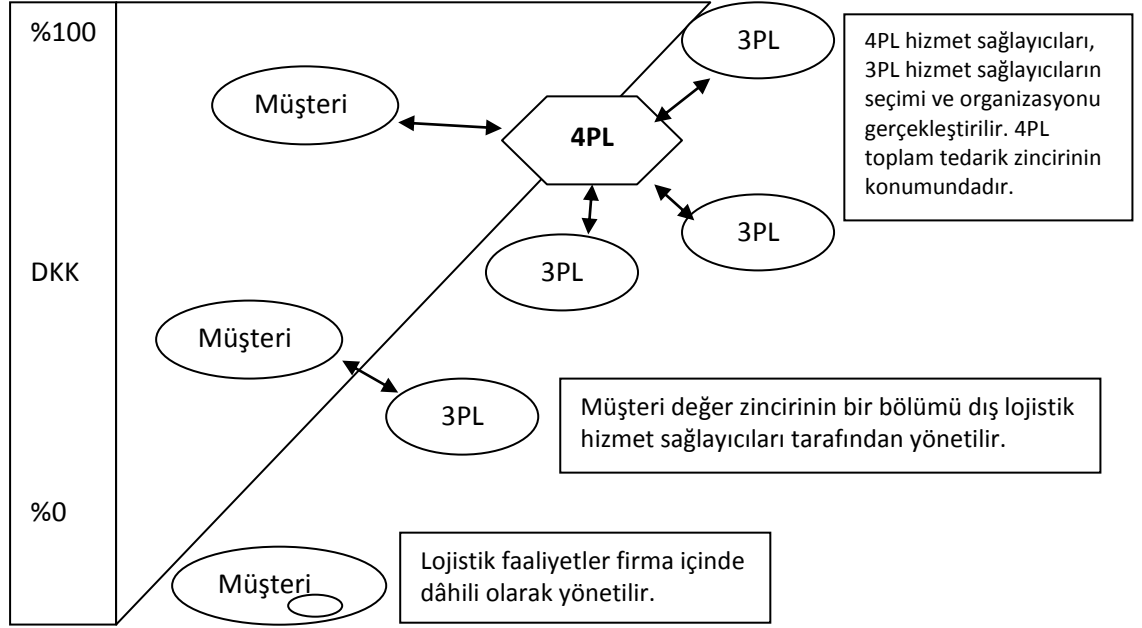 %100
3PL
4PL hizmet sağlayıcıları,
3PL hizmet sağlayıcıların
seçimi ve organizasyonu
gerçekleştirilir. 4PL
toplam tedarik zincirinin
konumundadır.
Müşteri
4PL
3PL
3PL
DKK
Müşteri
3PL
Müşteri değer zincirinin bir bölümü dış lojistik
hizmet sağlayıcıları tarafından yönetilir.
%0
Müşteri
Lojistik faaliyetler firma içinde
dâhili olarak yönetilir.